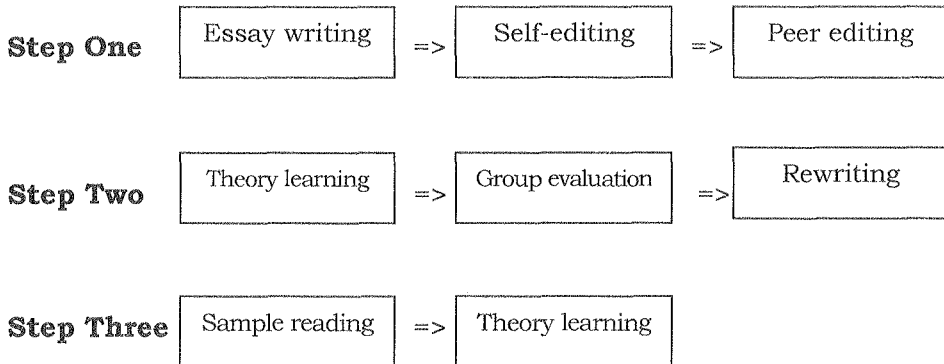 Step One Essay writing => Self-editing => Peer editing
Step Two Theory learning => Group evaluation => Rewriting
Step Three Sample reading => Theory learning